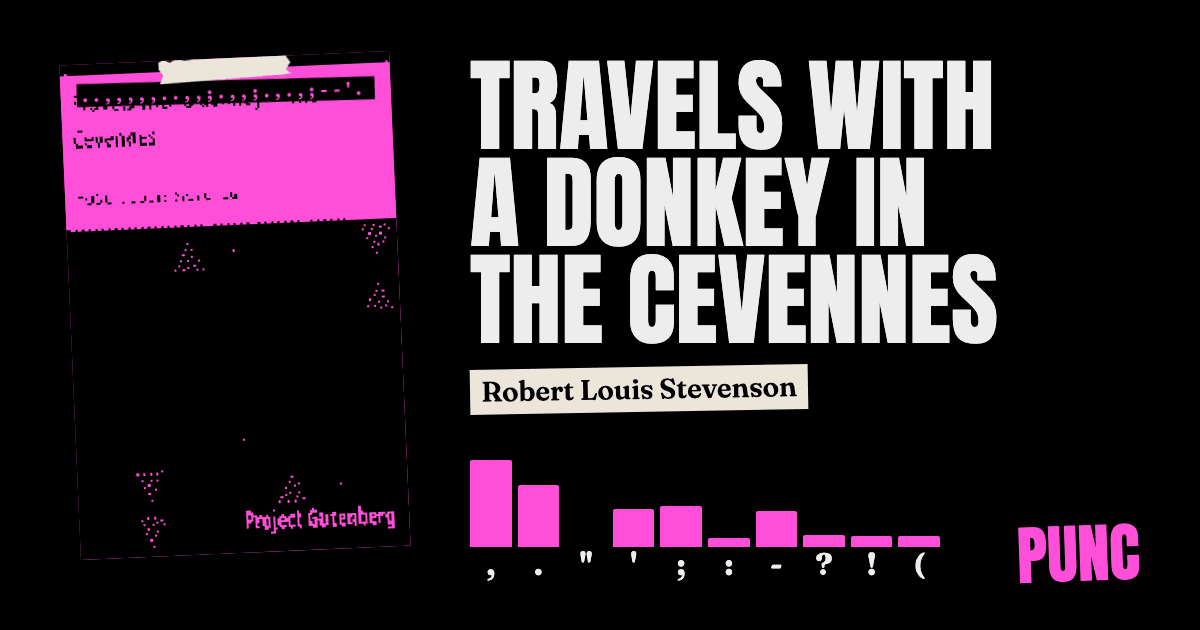 CevenNES
Project Gutenberg
TRAVELS WITH
A DONKEY IN
THE CEVENNES
Robert Louis Stevenson
, . " ' ; : - ? ! (
PUNC